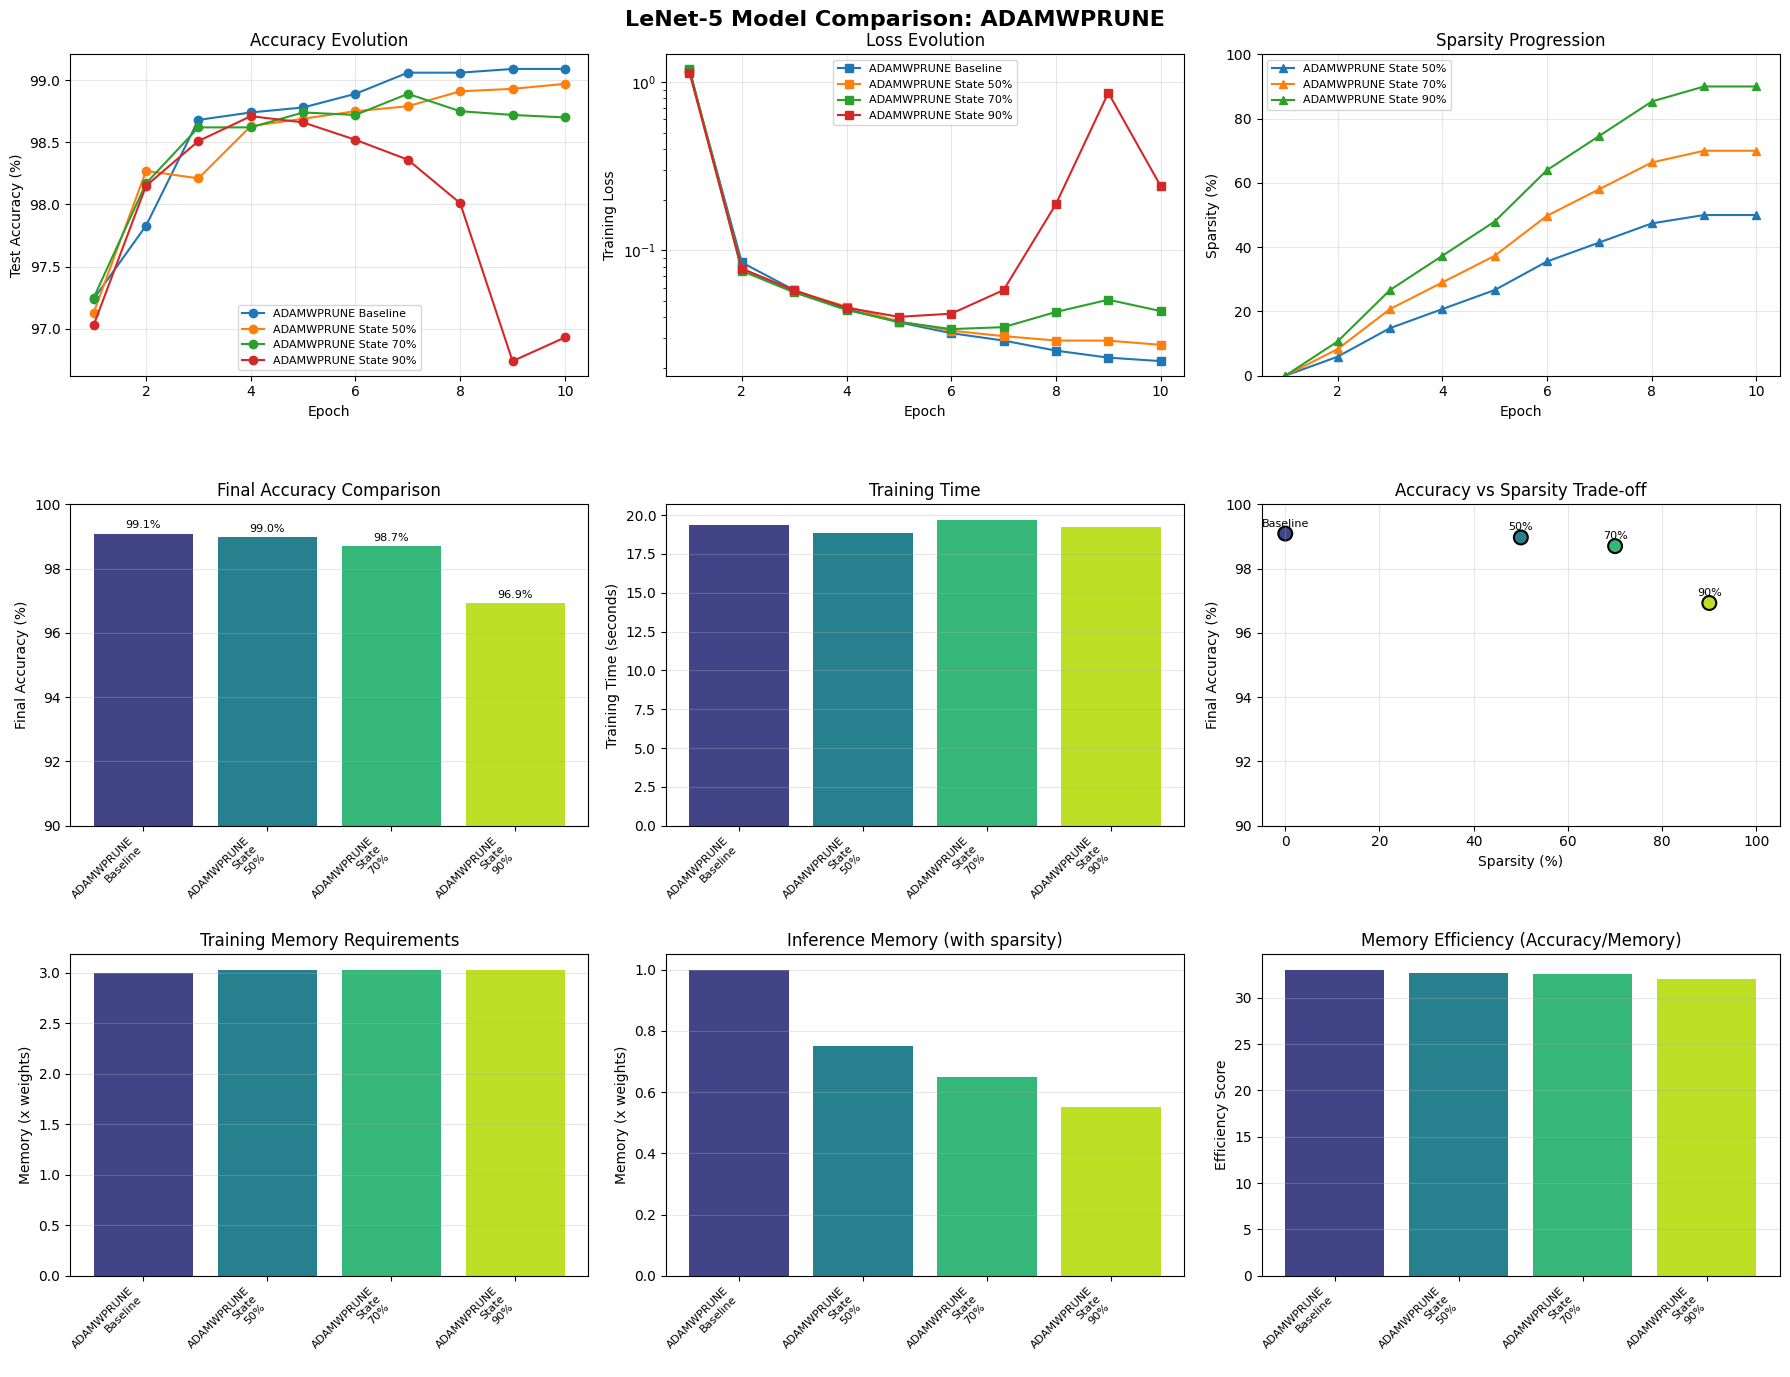 LeNet-5 Model Comparison: ADAMWPRUNE
Accuracy Evolution
Test Accuracy (%)
99.0
98.5
98.0
97.5
97.0
ADAMWPRUNE Baseline
ADAMWPRUNE State 50%
ADAMWPRUNE State 70%
ADAMWPRUNE State 90%
2
4
6
8
10
Epoch
Loss Evolution
Training Loss
10⁰
10⁻¹
ADAMWPRUNE Baseline
ADAMWPRUNE State 50%
ADAMWPRUNE State 70%
ADAMWPRUNE State 90%
2
4
6
8
10
Epoch
Sparsity Progression
Sparsity (%)
100
80
60
40
20
0
ADAMWPRUNE State 50%
ADAMWPRUNE State 70%
ADAMWPRUNE State 90%
2
4
6
8
10
Epoch
Final Accuracy Comparison
Final Accuracy (%)
100
98
96
94
92
90
99.1%
99.0%
98.7%
96.9%
ADAMWPRUNE
Baseline
ADAMWPRUNE
State
50%
ADAMWPRUNE
State
70%
ADAMWPRUNE
State
90%
Training Time
Training Time (seconds)
20.0
17.5
15.0
12.5
10.0
7.5
5.0
2.5
0.0
ADAMWPRUNE
Baseline
ADAMWPRUNE
State
50%
ADAMWPRUNE
State
70%
ADAMWPRUNE
State
90%
Accuracy vs Sparsity Trade-off
Final Accuracy (%)
100
98
96
94
92
90
Baseline
50%
70%
90%
0
20
40
60
80
100
Sparsity (%)
Training Memory Requirements
Memory (x weights)
3.0
2.5
2.0
1.5
1.0
0.5
0.0
ADAMWPRUNE
Baseline
ADAMWPRUNE
State
50%
ADAMWPRUNE
State
70%
ADAMWPRUNE
State
90%
Inference Memory (with sparsity)
Memory (x weights)
1.0
0.8
0.6
0.4
0.2
0.0
ADAMWPRUNE
Baseline
ADAMWPRUNE
State
50%
ADAMWPRUNE
State
70%
ADAMWPRUNE
State
90%
Memory Efficiency (Accuracy/Memory)
Efficiency Score
30
25
20
15
10
5
0
ADAMWPRUNE
Baseline
ADAMWPRUNE
State
50%
ADAMWPRUNE
State
70%
ADAMWPRUNE
State
90%